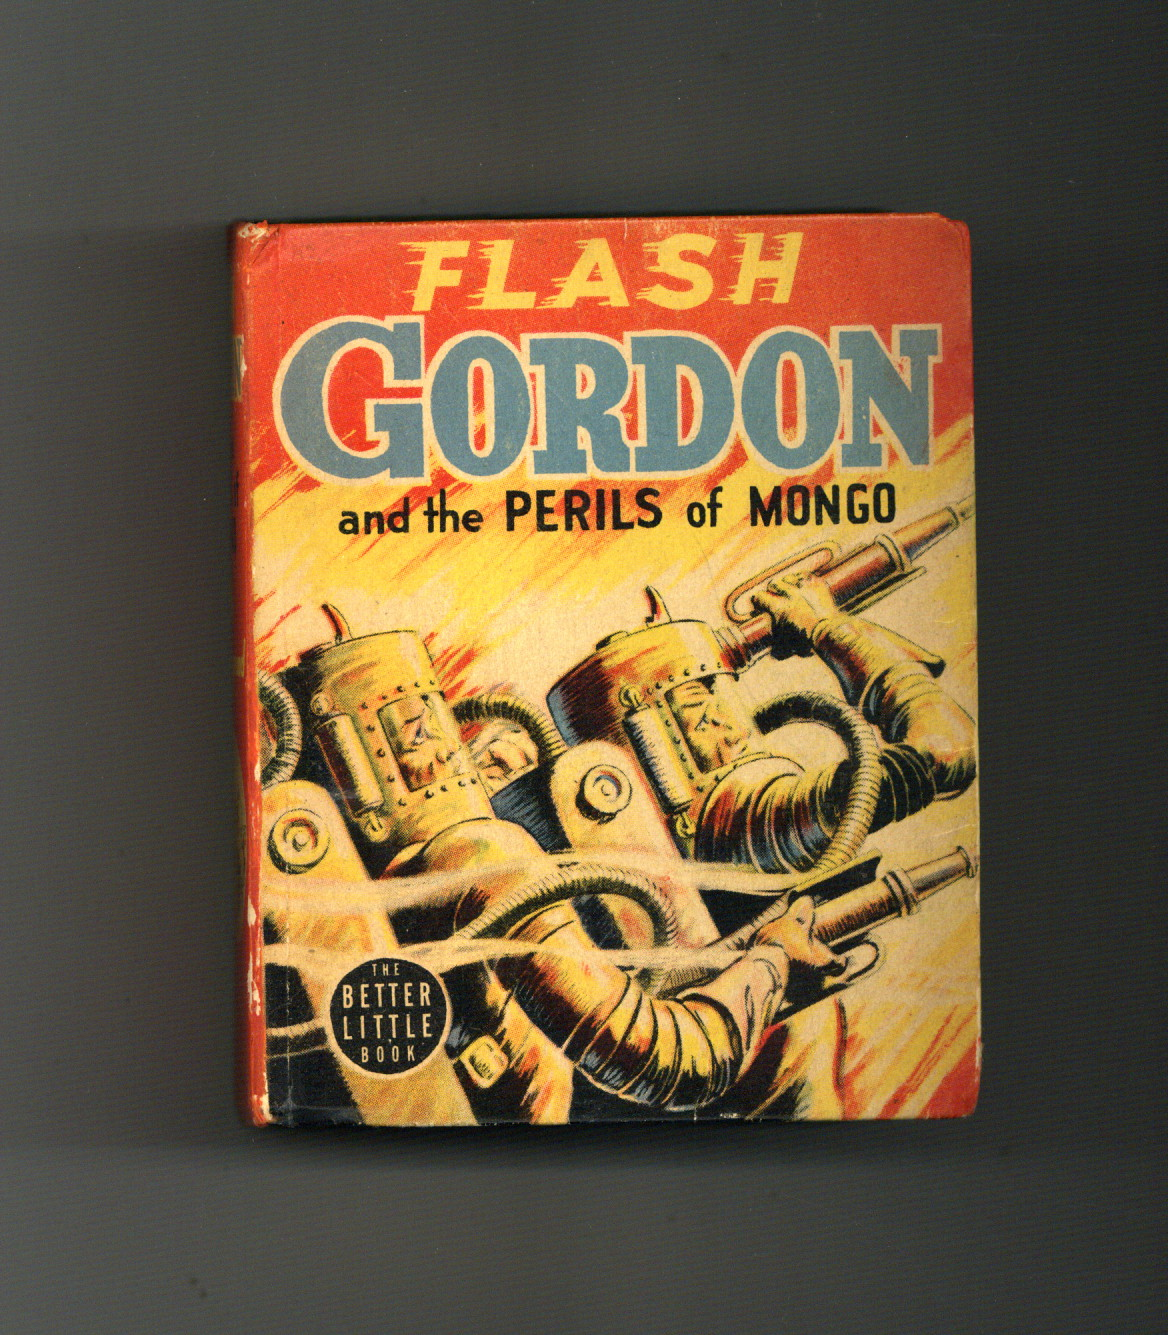 FLASH
GORDON
and the PERILS of MONGO
THE
BETTER
LITTLE
BOOK